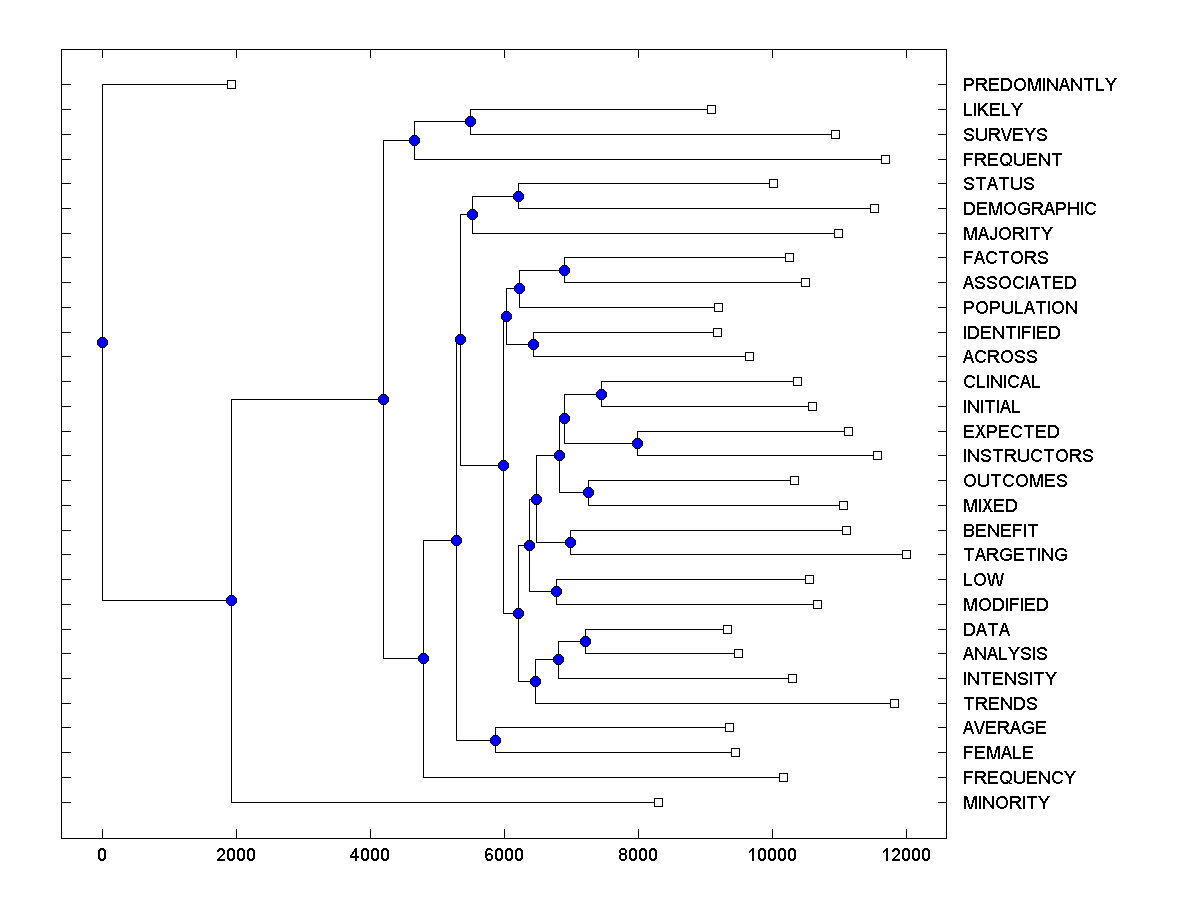 PREDOMINANTLY
LIKELY
SURVEYS
FREQUENT
STATUS
DEMOGRAPHIC
MAJORITY
FACTORS
ASSOCIATED
POPULATION
IDENTIFIED
ACROSS
CLINICAL
INITIAL
EXPECTED
INSTRUCTORS
OUTCOMES
MIXED
BENEFIT
TARGETING
LOW
MODIFIED
DATA
ANALYSIS
INTENSITY
TRENDS
AVERAGE
FEMALE
FREQUENCY
MINORITY
0 2000 4000 6000 8000 10000 12000